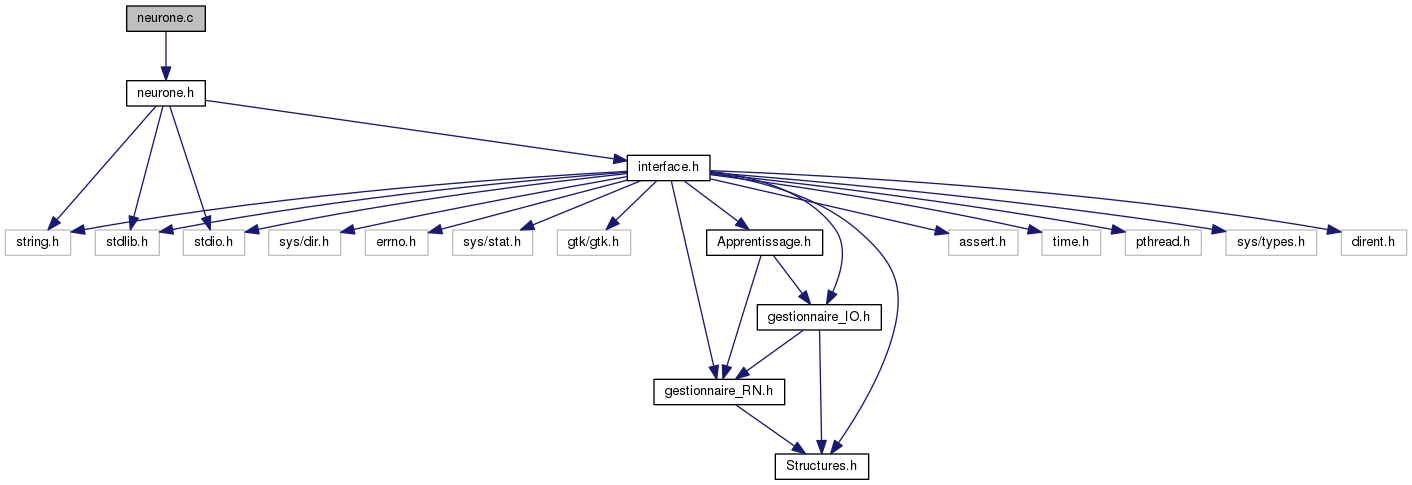 neurone.c
neurone.h
interface.h
string.h
stdlib.h
stdio.h
sys/dir.h
errno.h
sys/stat.h
gtk/gtk.h
Apprentissage.h
assert.h
time.h
pthread.h
sys/types.h
dirent.h
gestionnaire_IO.h
gestionnaire_RN.h
Structures.h